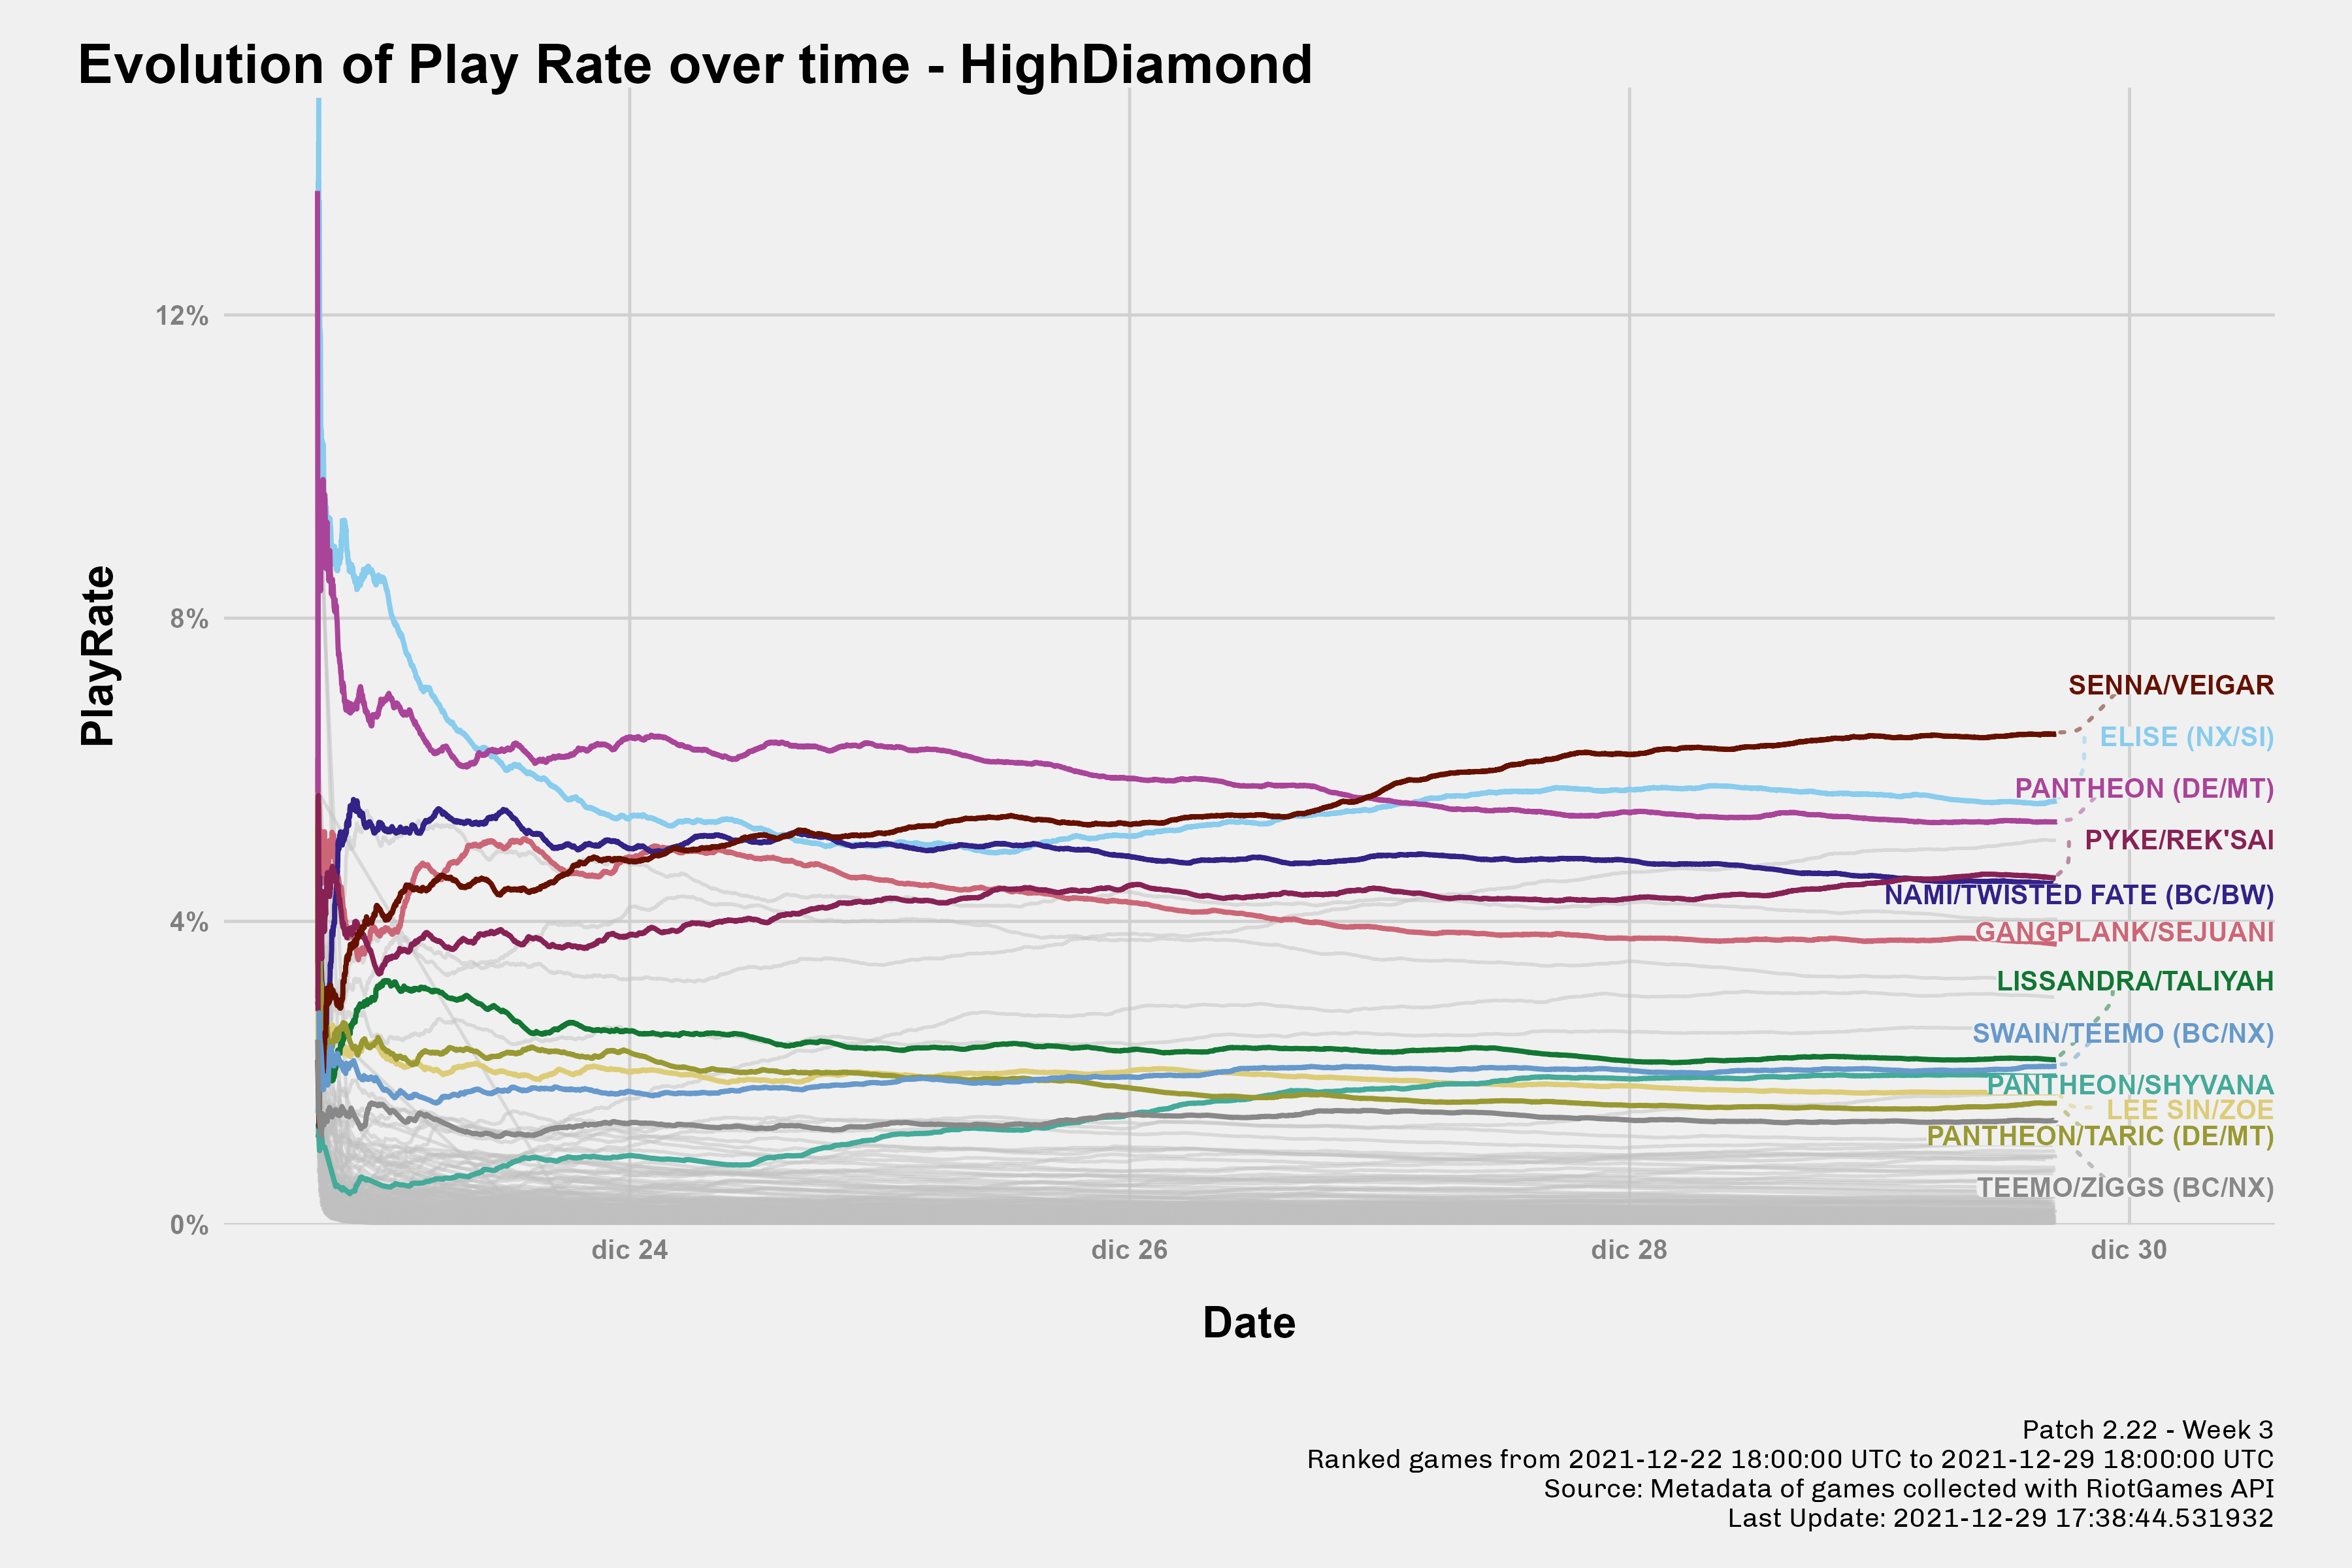 Evolution of Play Rate over time - HighDiamond
PlayRate
12%
8%
4%
0%
SENNA/VEIGAR
ELISE (NX/SI)
PANTHEON (DE/MT)
PYKE/REK'SAI
NAMI/TWISTED FATE (BC/BW)
GANGPLANK/SEJUANI
LISSANDRA/TALIYAH
SWAIN/TEEMO (BC/NX)
PANTHEON/SHYVANA
LEE SIN/ZOE
PANTHEON/TARIC (DE/MT)
TEEMO/ZIGGS (BC/NX)
dic 24
dic 26
dic 28
dic 30
Date
Patch 2.22 - Week 3
Ranked games from 2021-12-22 18:00:00 UTC to 2021-12-29 18:00:00 UTC
Source: Metadata of games collected with RiotGames API
Last Update: 2021-12-29 17:38:44.531932